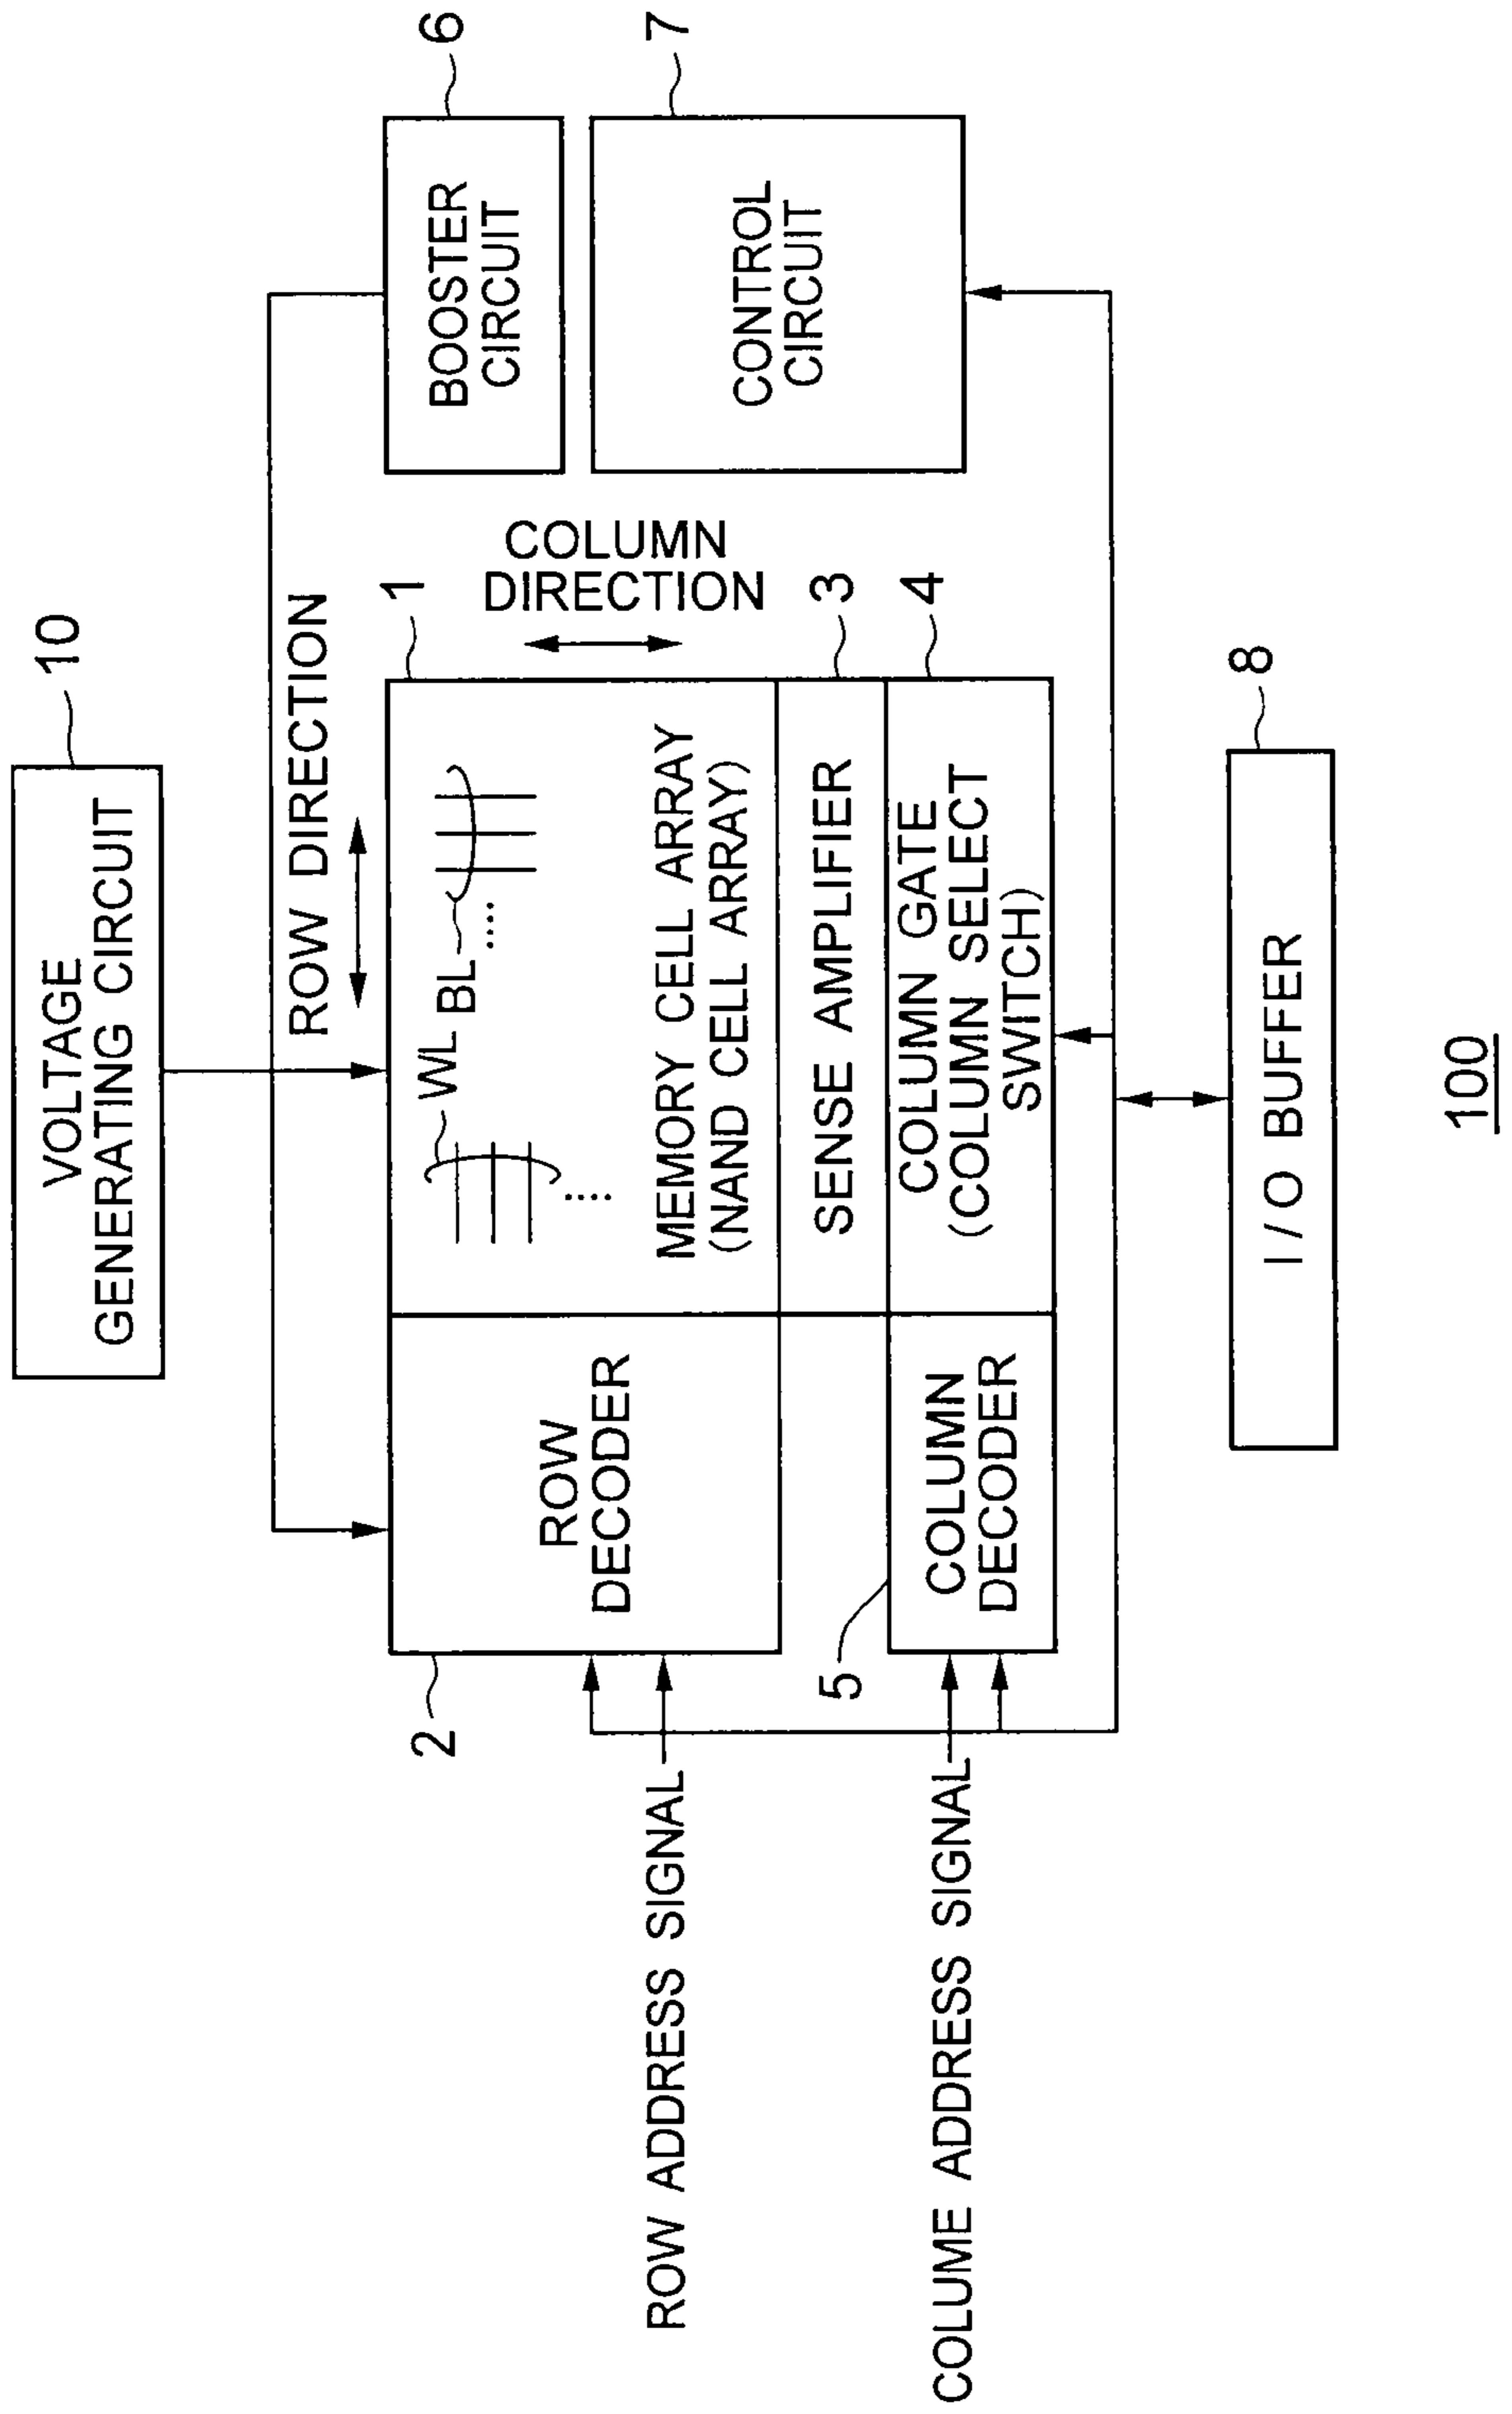 10
VOLTAGE
GENERATING CIRCUIT
ROW DIRECTION
1
COLUMN
DIRECTION
6
BOOSTER
CIRCUIT
7
CONTROL
CIRCUIT
2
ROW
DECODER
WL
BL
....
....
MEMORY CELL ARRAY
(NAND CELL ARRAY)
3
SENSE AMPLIFIER
4
COLUMN GATE
(COLUMN SELECT
SWITCH)
5
COLUMN
DECODER
ROW ADDRESS SIGNAL
COLUME ADDRESS SIGNAL
8
I/O BUFFER
100